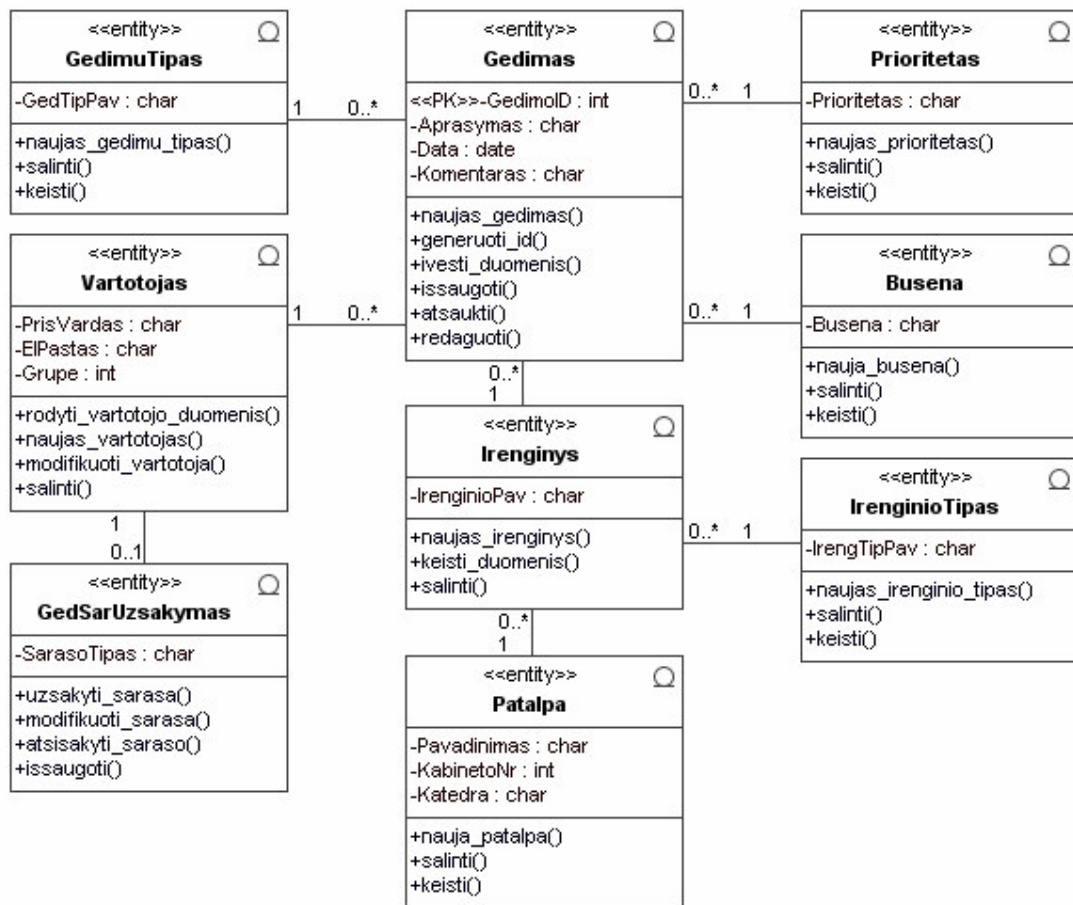 <<entity>>
GedimuTipas
-GedTipPav : char
+naujas_gedimu_tipas()
+salinti()
+keisti()
1
0..*
<<entity>>
Gedimas
<<PK>>-GedimoID : int
-Aprasymas : char
-Data : date
-Komentaras : char
+naujas_gedimas()
+generuoti_id()
+ivesti_duomenis()
+issaugoti()
+atsaukti()
+redaguoti()
0..*
1
<<entity>>
Prioritetas
-Prioritetas : char
+naujas_prioritetas()
+salinti()
+keisti()
<<entity>>
Vartotojas
-PrisVardas : char
-ElPastas : char
-Grupe : int
+rodyti_vartotojo_duomenis()
+naujas_vartotojas()
+modifikuoti_vartotoja()
+salinti()
1
0..*
0..*
1
<<entity>>
Busena
-Busena : char
+nauja_busena()
+salinti()
+keisti()
0..*
1
<<entity>>
Irenginys
-IrenginioPav : char
+naujas_irenginys()
+keisti_duomenis()
+salinti()
0..*
1
<<entity>>
IrenginioTipas
-IrengTipPav : char
+naujas_irenginio_tipas()
+salinti()
+keisti()
1
0..1
<<entity>>
GedSarUzsakymas
-SarasoTipas : char
+uzsakyti_sarasa()
+modifikuoti_sarasa()
+atsisakyti_saraso()
+issaugoti()
0..*
1
<<entity>>
Patalpa
-Pavadinimas : char
-KabinetoNr : int
-Katedra : char
+nauja_patalpa()
+salinti()
+keisti()